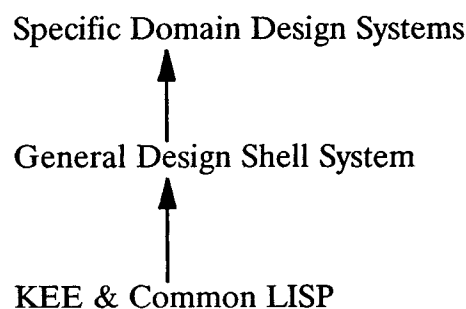 Specific Domain Design Systems
General Design Shell System
KEE & Common LISP